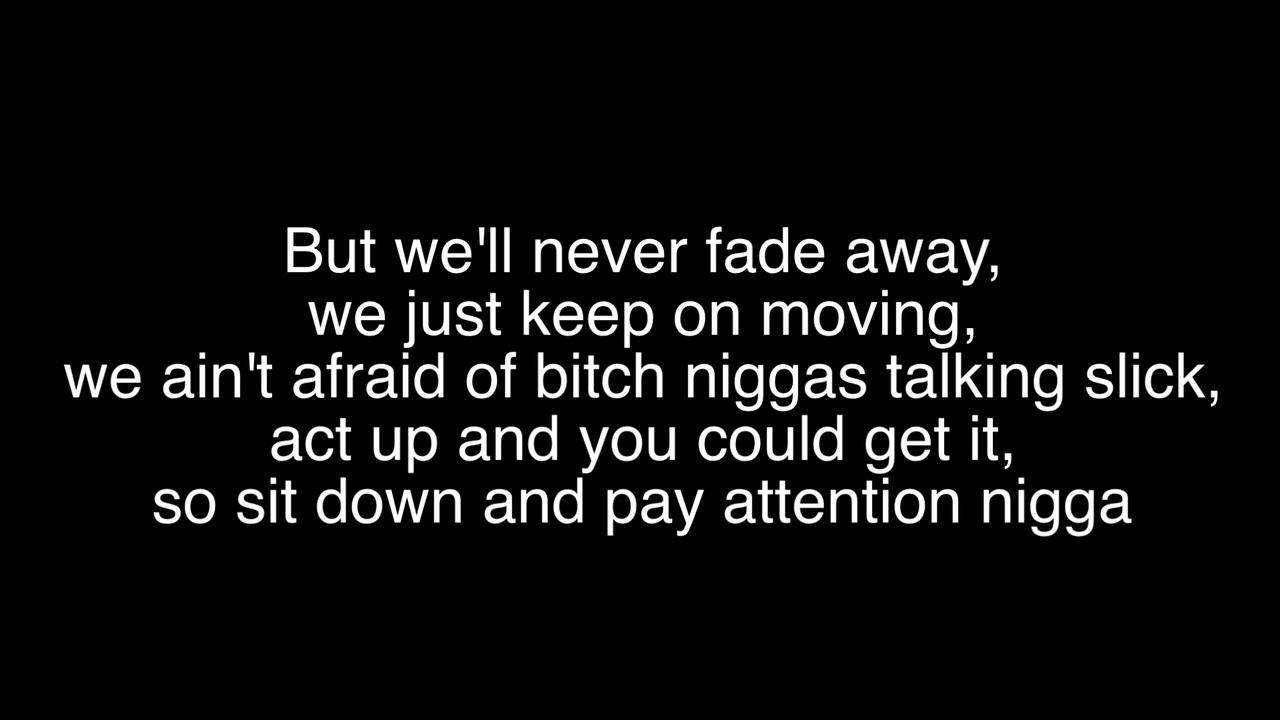 But we'll never fade away,
we just keep on moving,
we ain't afraid of bitch niggas talking slick,
act up and you could get it,
so sit down and pay attention nigga